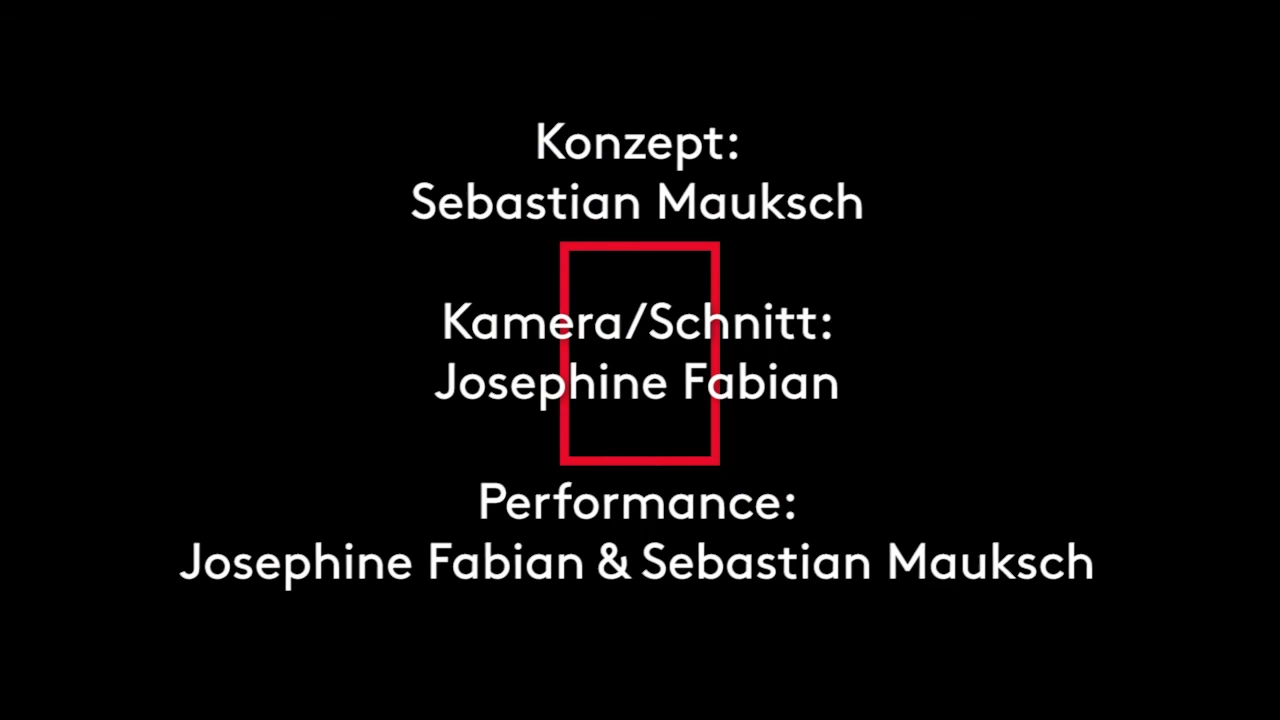 Konzept:
Sebastian Mauksch
Kamera/Schnitt:
Josephine Fabian
Performance:
Josephine Fabian & Sebastian Mauksch